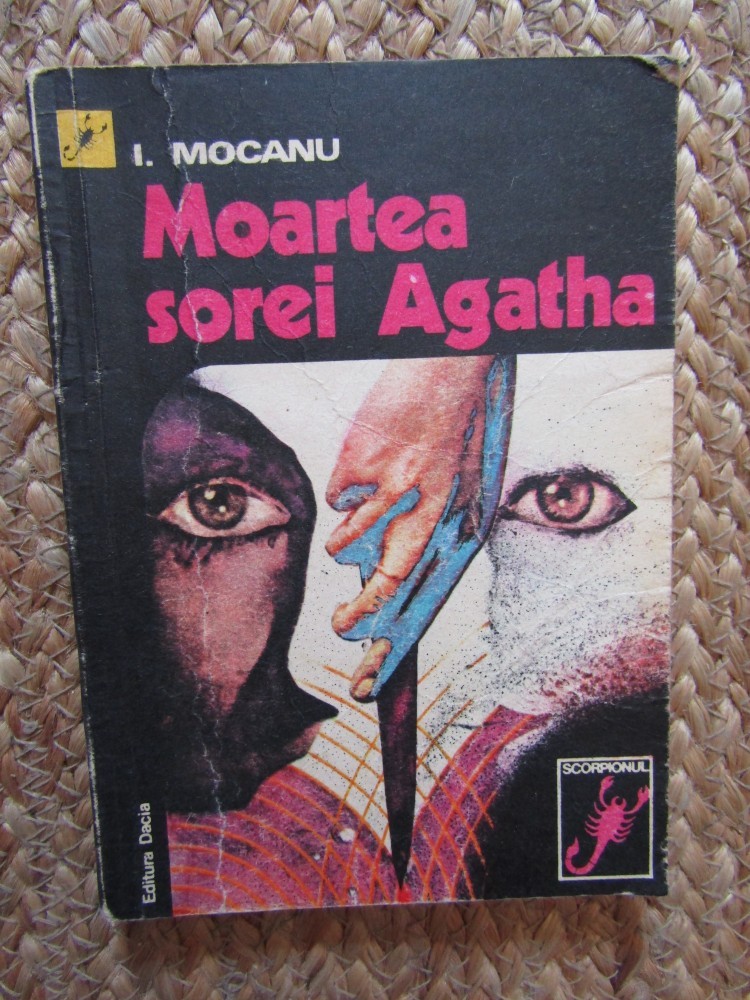 I. MOCANU
Moartea
sorei Agatha
SCORPIONUL
Editura Dacia